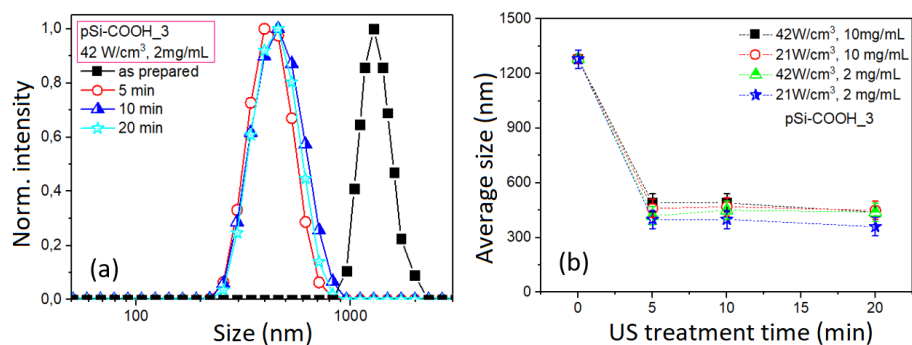 pSi-COOH_3
42 W/cm³, 2mg/mL
as prepared
5 min
10 min
20 min
Norm. intensity
1,0
0,8
0,6
0,4
0,2
0,0
(a)
100
1000
Size (nm)
42W/cm³, 10mg/mL
21W/cm³, 10 mg/mL
42W/cm³, 2 mg/mL
21W/cm³, 2 mg/mL
pSi-COOH_3
Average size (nm)
1500
1200
900
600
300
0
(b)
0
5
10
15
20
US treatment time (min)